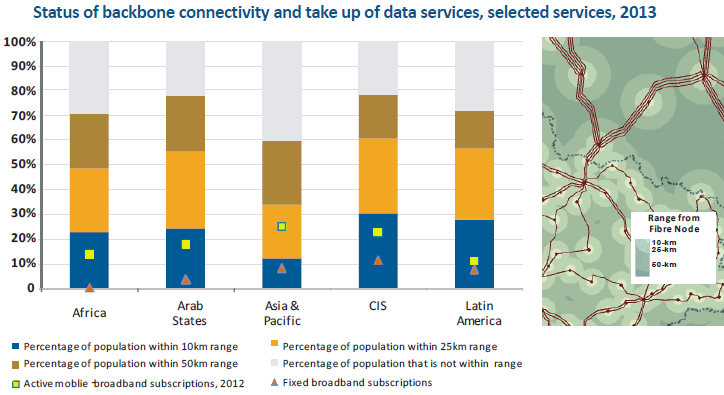 Status of backbone connectivity and take up of data services, selected services, 2013
100%
90%
80%
70%
60%
50%
40%
30%
20%
10%
0
Africa
Arab
States
Asia &
Pacific
CIS
Latin
America
Range from
Fibre Node
10-km
25-km
50-km
Percentage of population within 10km range
Percentage of population within 25km range
Percentage of population within 50km range
Percentage of population that is not within range
Active moblie -broadband subscriptions, 2012
Fixed broadband subscriptions